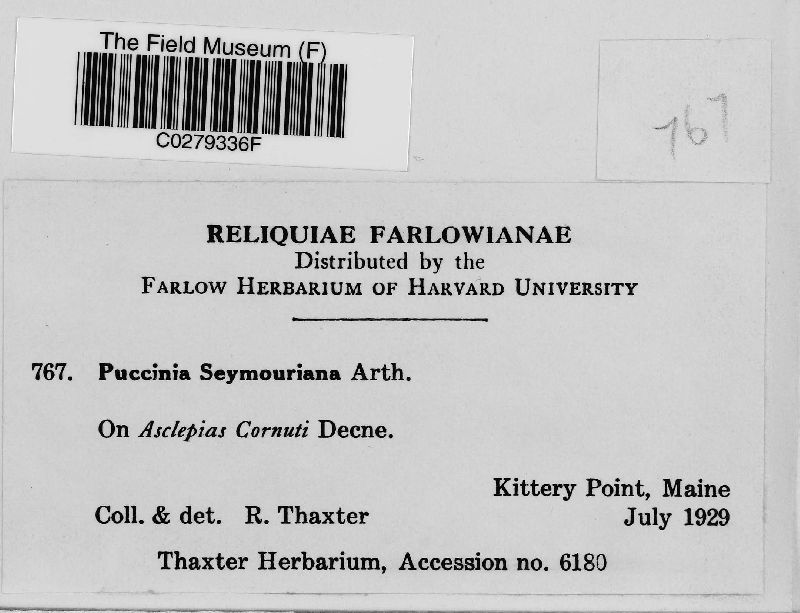 The Field Museum (F)
C0279336F
767
RELIQUIAE FARLOWIANAE
Distributed by the
FARLOW HERBARIUM OF HARVARD UNIVERSITY
767. Puccinia Seymouriana Arth.
On Asclepias Cornuti Decne.
Kittery Point, Maine
Coll. & det. R. Thaxter July 1929
Thaxter Herbarium, Accession no. 6180